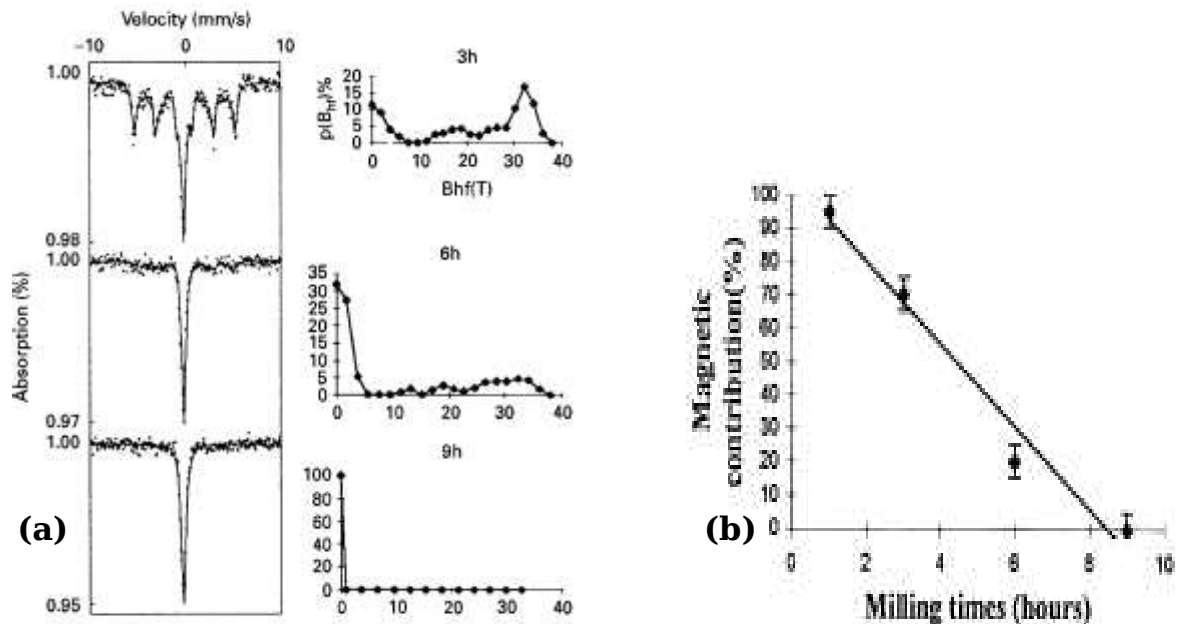 Velocity (mm/s)
−10 0 10
1.00
0.98
1.00
0.97
1.00
0.95
Absorption (%)
(a)
3h
20
15
10
5
0
p(B_hf)%
0 10 20 30 40
Bhf(T)
6h
35
30
25
20
15
10
5
0
0 10 20 30 40
9h
100
80
60
40
20
0
0 10 20 30 40
(b)
Magnetic
contribution(%)
100
90
80
70
60
50
40
30
20
10
0
0 2 4 6 8 10
Milling times (hours)